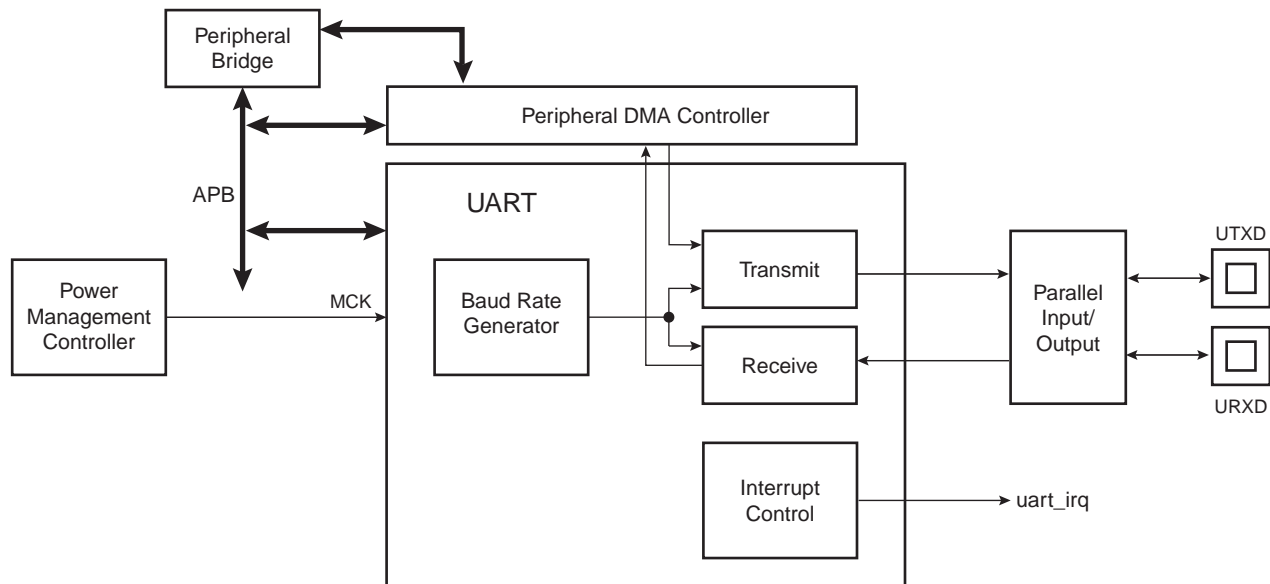 Peripheral
Bridge
Peripheral DMA Controller
APB
UART
Power
Management
Controller
MCK
Baud Rate
Generator
Transmit
Receive
Parallel
Input/
Output
UTXD
URXD
Interrupt
Control
uart_irq